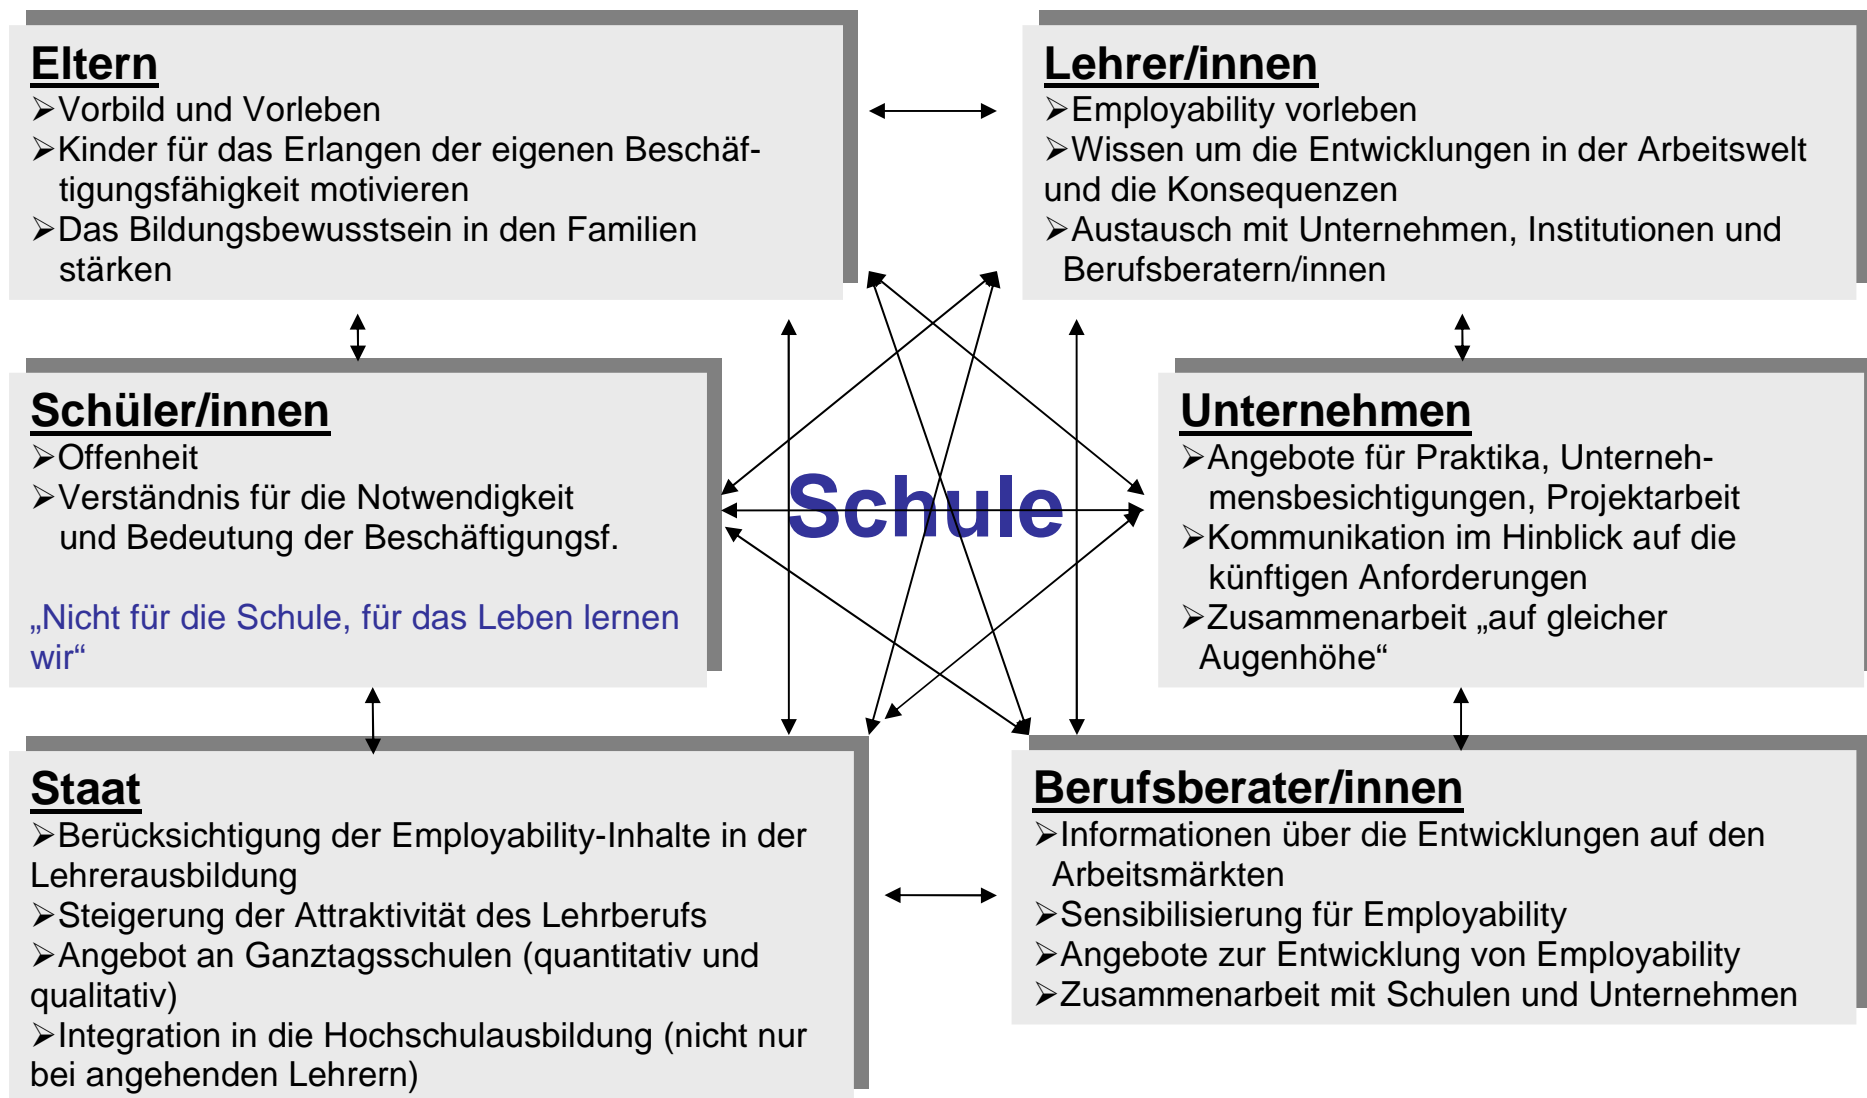 Eltern
➢Vorbild und Vorleben
➢Kinder für das Erlangen der eigenen Beschäf-
tigungsfähigkeit motivieren
➢Das Bildungsbewusstsein in den Familien
stärken
Lehrer/innen
➢Employability vorleben
➢Wissen um die Entwicklungen in der Arbeitswelt
und die Konsequenzen
➢Austausch mit Unternehmen, Institutionen und
Berufsberatern/innen
Schüler/innen
➢Offenheit
➢Verständnis für die Notwendigkeit
und Bedeutung der Beschäftigungsf.
„Nicht für die Schule, für das Leben lernen
wir“
Schule
Unternehmen
➢Angebote für Praktika, Unterneh-
mensbesichtigungen, Projektarbeit
➢Kommunikation im Hinblick auf die
künftigen Anforderungen
➢Zusammenarbeit „auf gleicher
Augenhöhe“
Staat
➢Berücksichtigung der Employability-Inhalte in der
Lehrerausbildung
➢Steigerung der Attraktivität des Lehrberufs
➢Angebot an Ganztagsschulen (quantitativ und
qualitativ)
➢Integration in die Hochschulausbildung (nicht nur
bei angehenden Lehrern)
Berufsberater/innen
➢Informationen über die Entwicklungen auf den
Arbeitsmärkten
➢Sensibilisierung für Employability
➢Angebote zur Entwicklung von Employability
➢Zusammenarbeit mit Schulen und Unternehmen